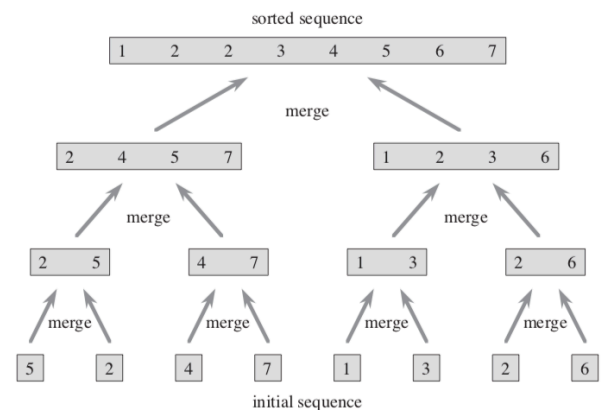 sorted sequence
1 2 2 3 4 5 6 7
merge
2 4 5 7 1 2 3 6
merge merge
2 5 4 7 1 3 2 6
merge merge merge merge
5 2 4 7 1 3 2 6
initial sequence